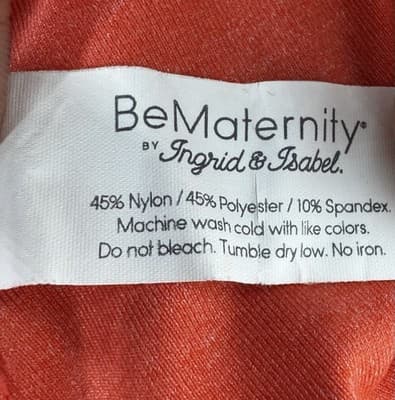 BeMaternity®
BY Ingrid & Isabel.
45% Nylon / 45% Polyester / 10% Spandex.
Machine wash cold with like colors.
Do not bleach. Tumble dry low. No iron.